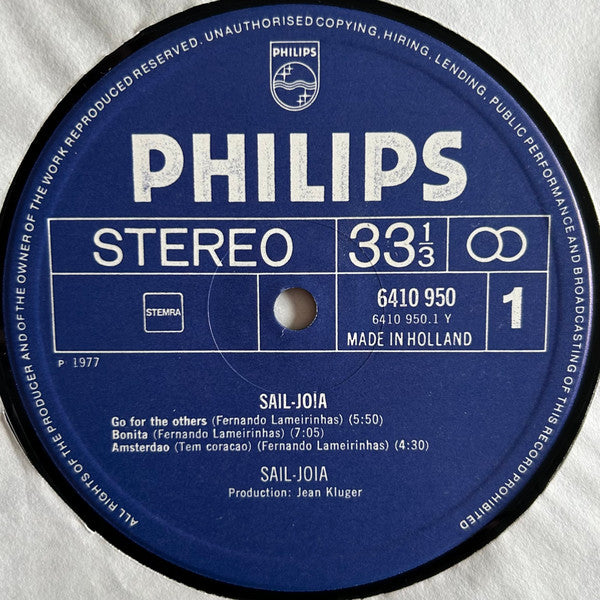 ALL RIGHTS OF THE PRODUCER AND OF THE OWNER OF THE WORK REPRODUCED RESERVED. UNAUTHORISED COPYING, HIRING, LENDING, PUBLIC PERFORMANCE AND BROADCASTING OF THIS RECORD PROHIBITED
PHILIPS
PHILIPS
STEREO 33 1/3
STEMRA
6410 950
6410 950.1 Y
MADE IN HOLLAND
1
P 1977
SAIL-JOIA
Go for the others (Fernando Lameirinhas) (5:50)
Bonita (Fernando Lameirinhas) (7:05)
Amsterdao (Tem coracao) (Fernando Lameirinhas) (4:30)
SAIL-JOIA
Production: Jean Kluger